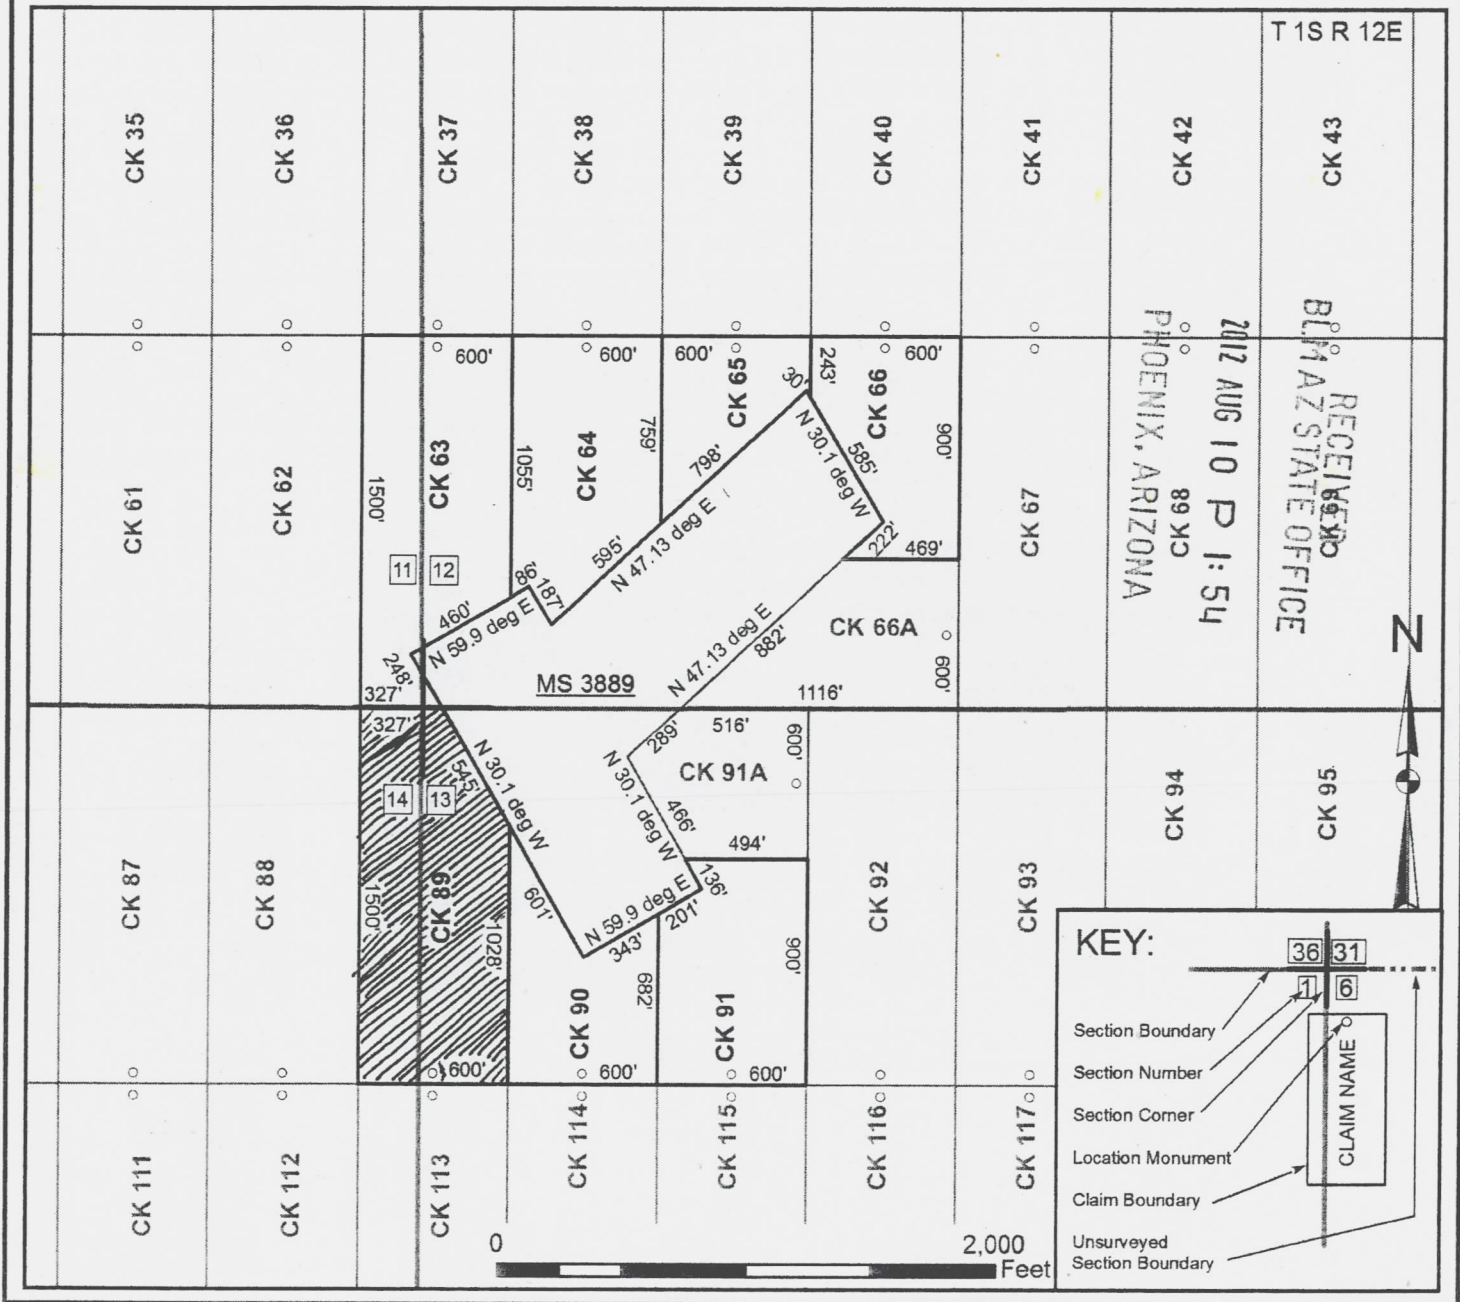 T 1S R 12E
CK 35
CK 36
CK 37
CK 38
CK 39
CK 40
CK 41
CK 42
CK 43
RECEIVED
BLM AZ STATE OFFICE
2012 AUG 10 P 1:54
PHOENIX, ARIZONA
600'
600'
600'
600'
CK 61
CK 62
CK 63
CK 64
CK 65
CK 66
CK 67
CK 68
CK 69
243'
30'
759'
798'
585'
N 30.1 deg W
900'
1500'
1055'
595'
N 47.13 deg E
222'
469'
11
12
86'
187'
460'
N 59.9 deg E
248'
327'
MS 3889
N 47.13 deg E
882'
CK 66A
600'
1116'
N
327'
289'
516'
600'
CK 91A
545'
N 30.1 deg W
N 30.1 deg W
466'
494'
14
13
136'
CK 87
CK 88
CK 89
CK 92
CK 93
CK 94
CK 95
1500'
1028'
601'
N 59.9 deg E
343'
201'
682'
900'
CK 90
CK 91
600'
600'
600'
CK 111
CK 112
CK 113
CK 114
CK 115
CK 116
CK 117
0
2,000
Feet
KEY:
36
31
1
6
Section Boundary
Section Number
Section Corner
Location Monument
Claim Boundary
Unsurveyed
Section Boundary
CLAIM NAME